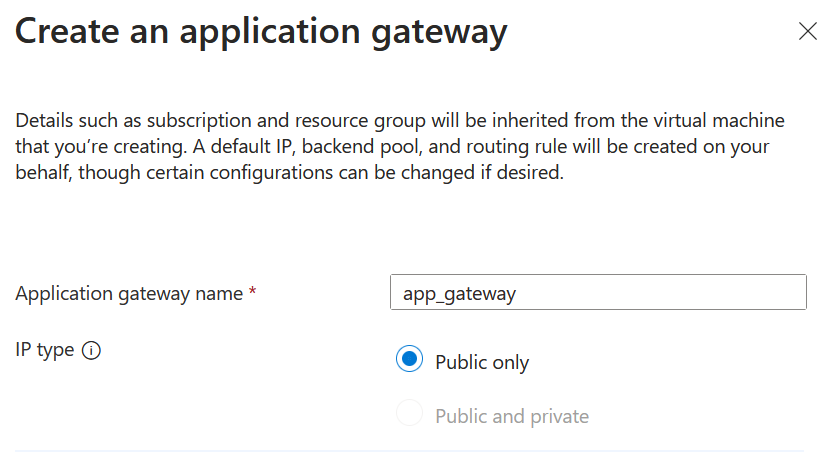 Create an application gateway
Details such as subscription and resource group will be inherited from the virtual machine
that you're creating. A default IP, backend pool, and routing rule will be created on your
behalf, though certain configurations can be changed if desired.
Application gateway name *
app_gateway
IP type
Public only
Public and private